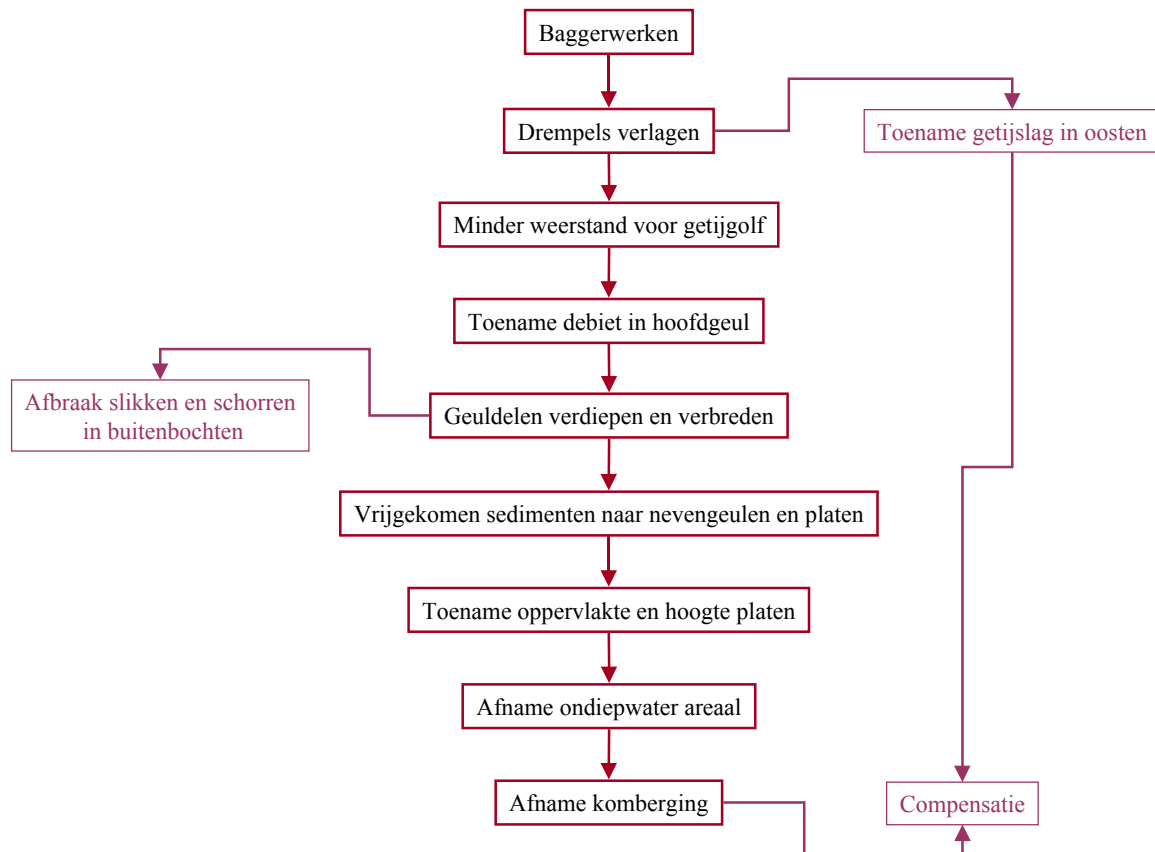 Baggerwerken
Drempels verlagen
Toename getijslag in oosten
Minder weerstand voor getijgolf
Toename debiet in hoofdgeul
Afbraak slikken en schorren
in buitenbochten
Geuldelen verdiepen en verbreden
Vrijgekomen sedimenten naar nevengeulen en platen
Toename oppervlakte en hoogte platen
Afname ondiepwater areaal
Afname komberging
Compensatie